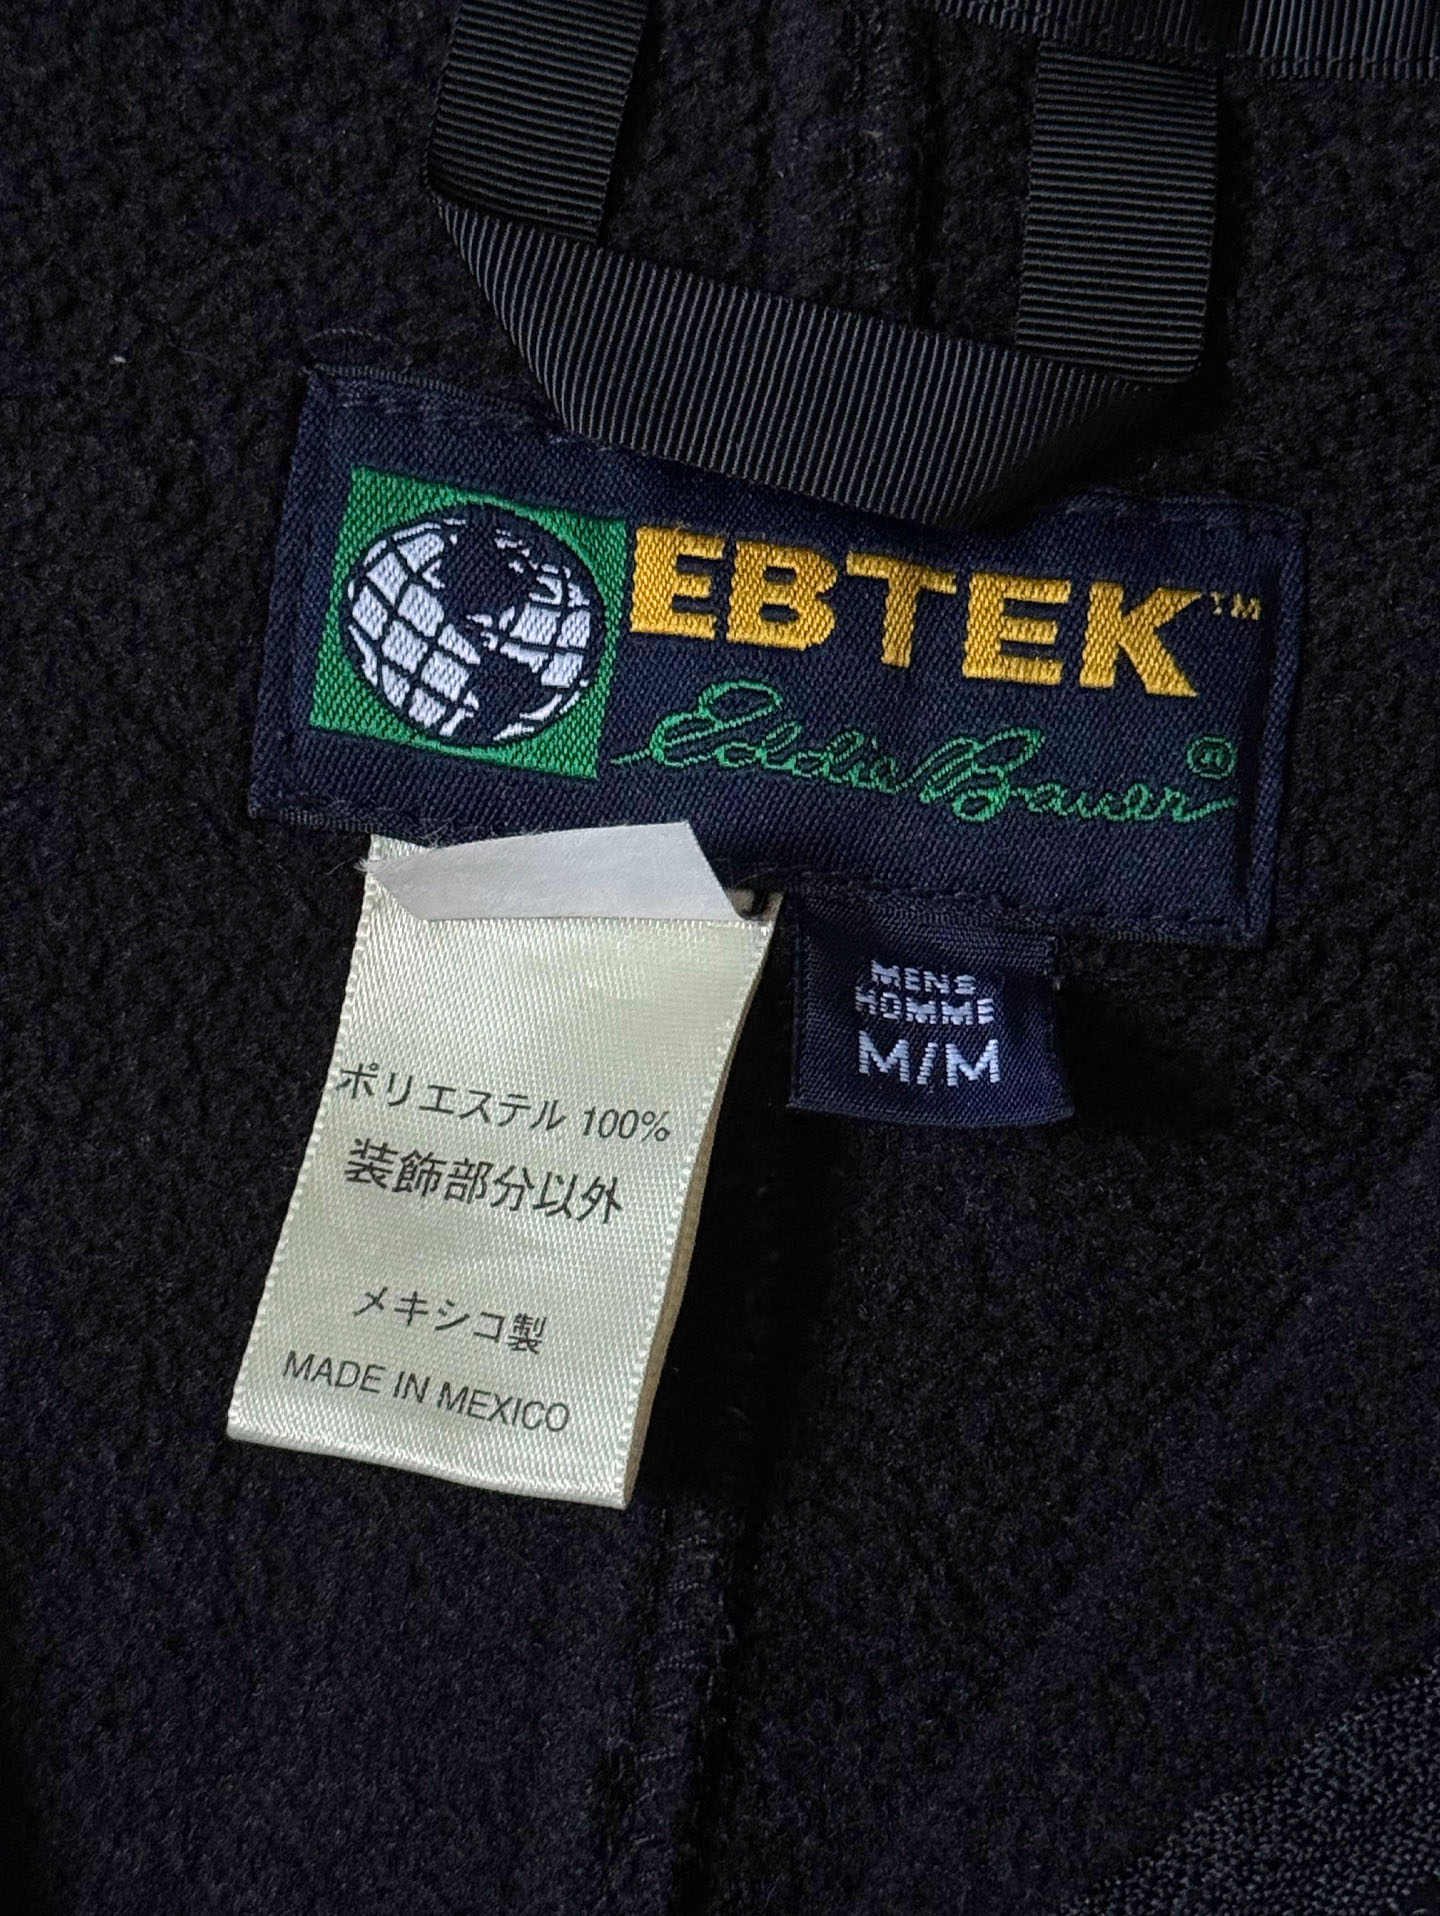 EBTEK™
Eddie Bauer®
MENS
HOMME
M/M
ポリエステル 100%
装飾部分以外
メキシコ製
MADE IN MEXICO